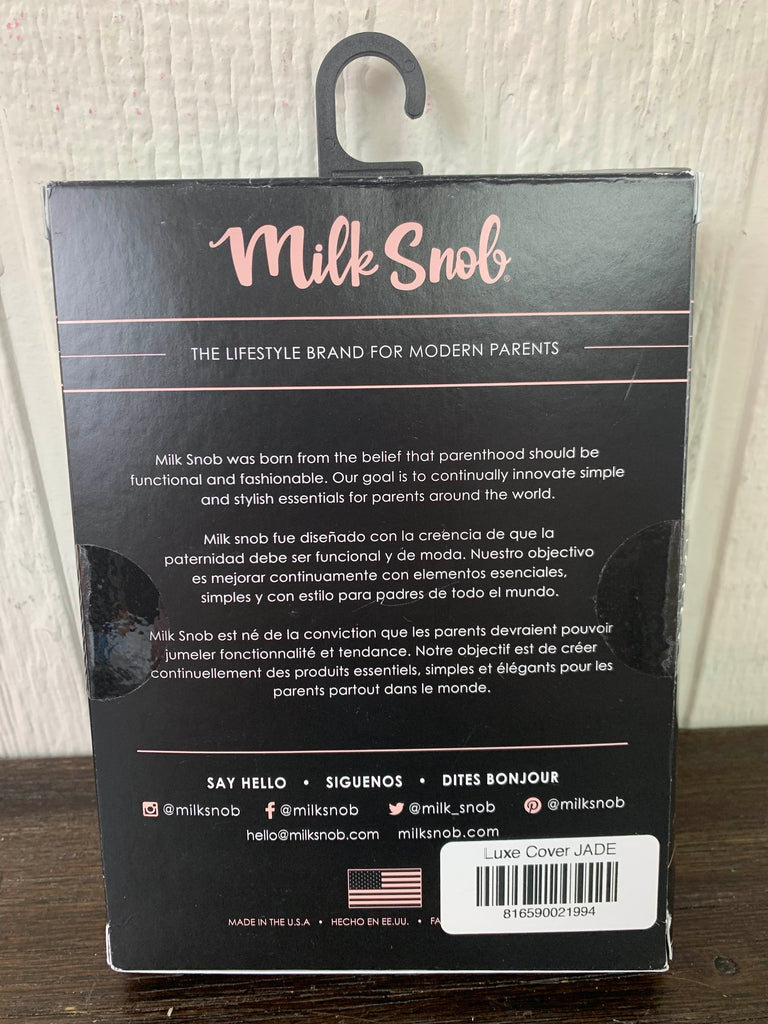 Milk Snob®
THE LIFESTYLE BRAND FOR MODERN PARENTS
Milk Snob was born from the belief that parenthood should be
functional and fashionable. Our goal is to continually innovate simple
and stylish essentials for parents around the world.
Milk snob fue diseñado con la creencia de que la
paternidad debe ser funcional y de moda. Nuestro objectivo
es mejorar continuamente con elementos esenciales,
simples y con estilo para padres de todo el mundo.
Milk Snob est né de la conviction que les parents devraient pouvoir
jumeler fonctionnalité et tendance. Notre objectif est de créer
continuellement des produits essentiels, simples et élégants pour les
parents partout dans le monde.
SAY HELLO • SIGUENOS • DITES BONJOUR
@milksnob @milksnob @milk_snob @milksnob
hello@milksnob.com milksnob.com
Luxe Cover JADE
816590021994
MADE IN THE U.S.A • HECHO EN EE.UU. • FA